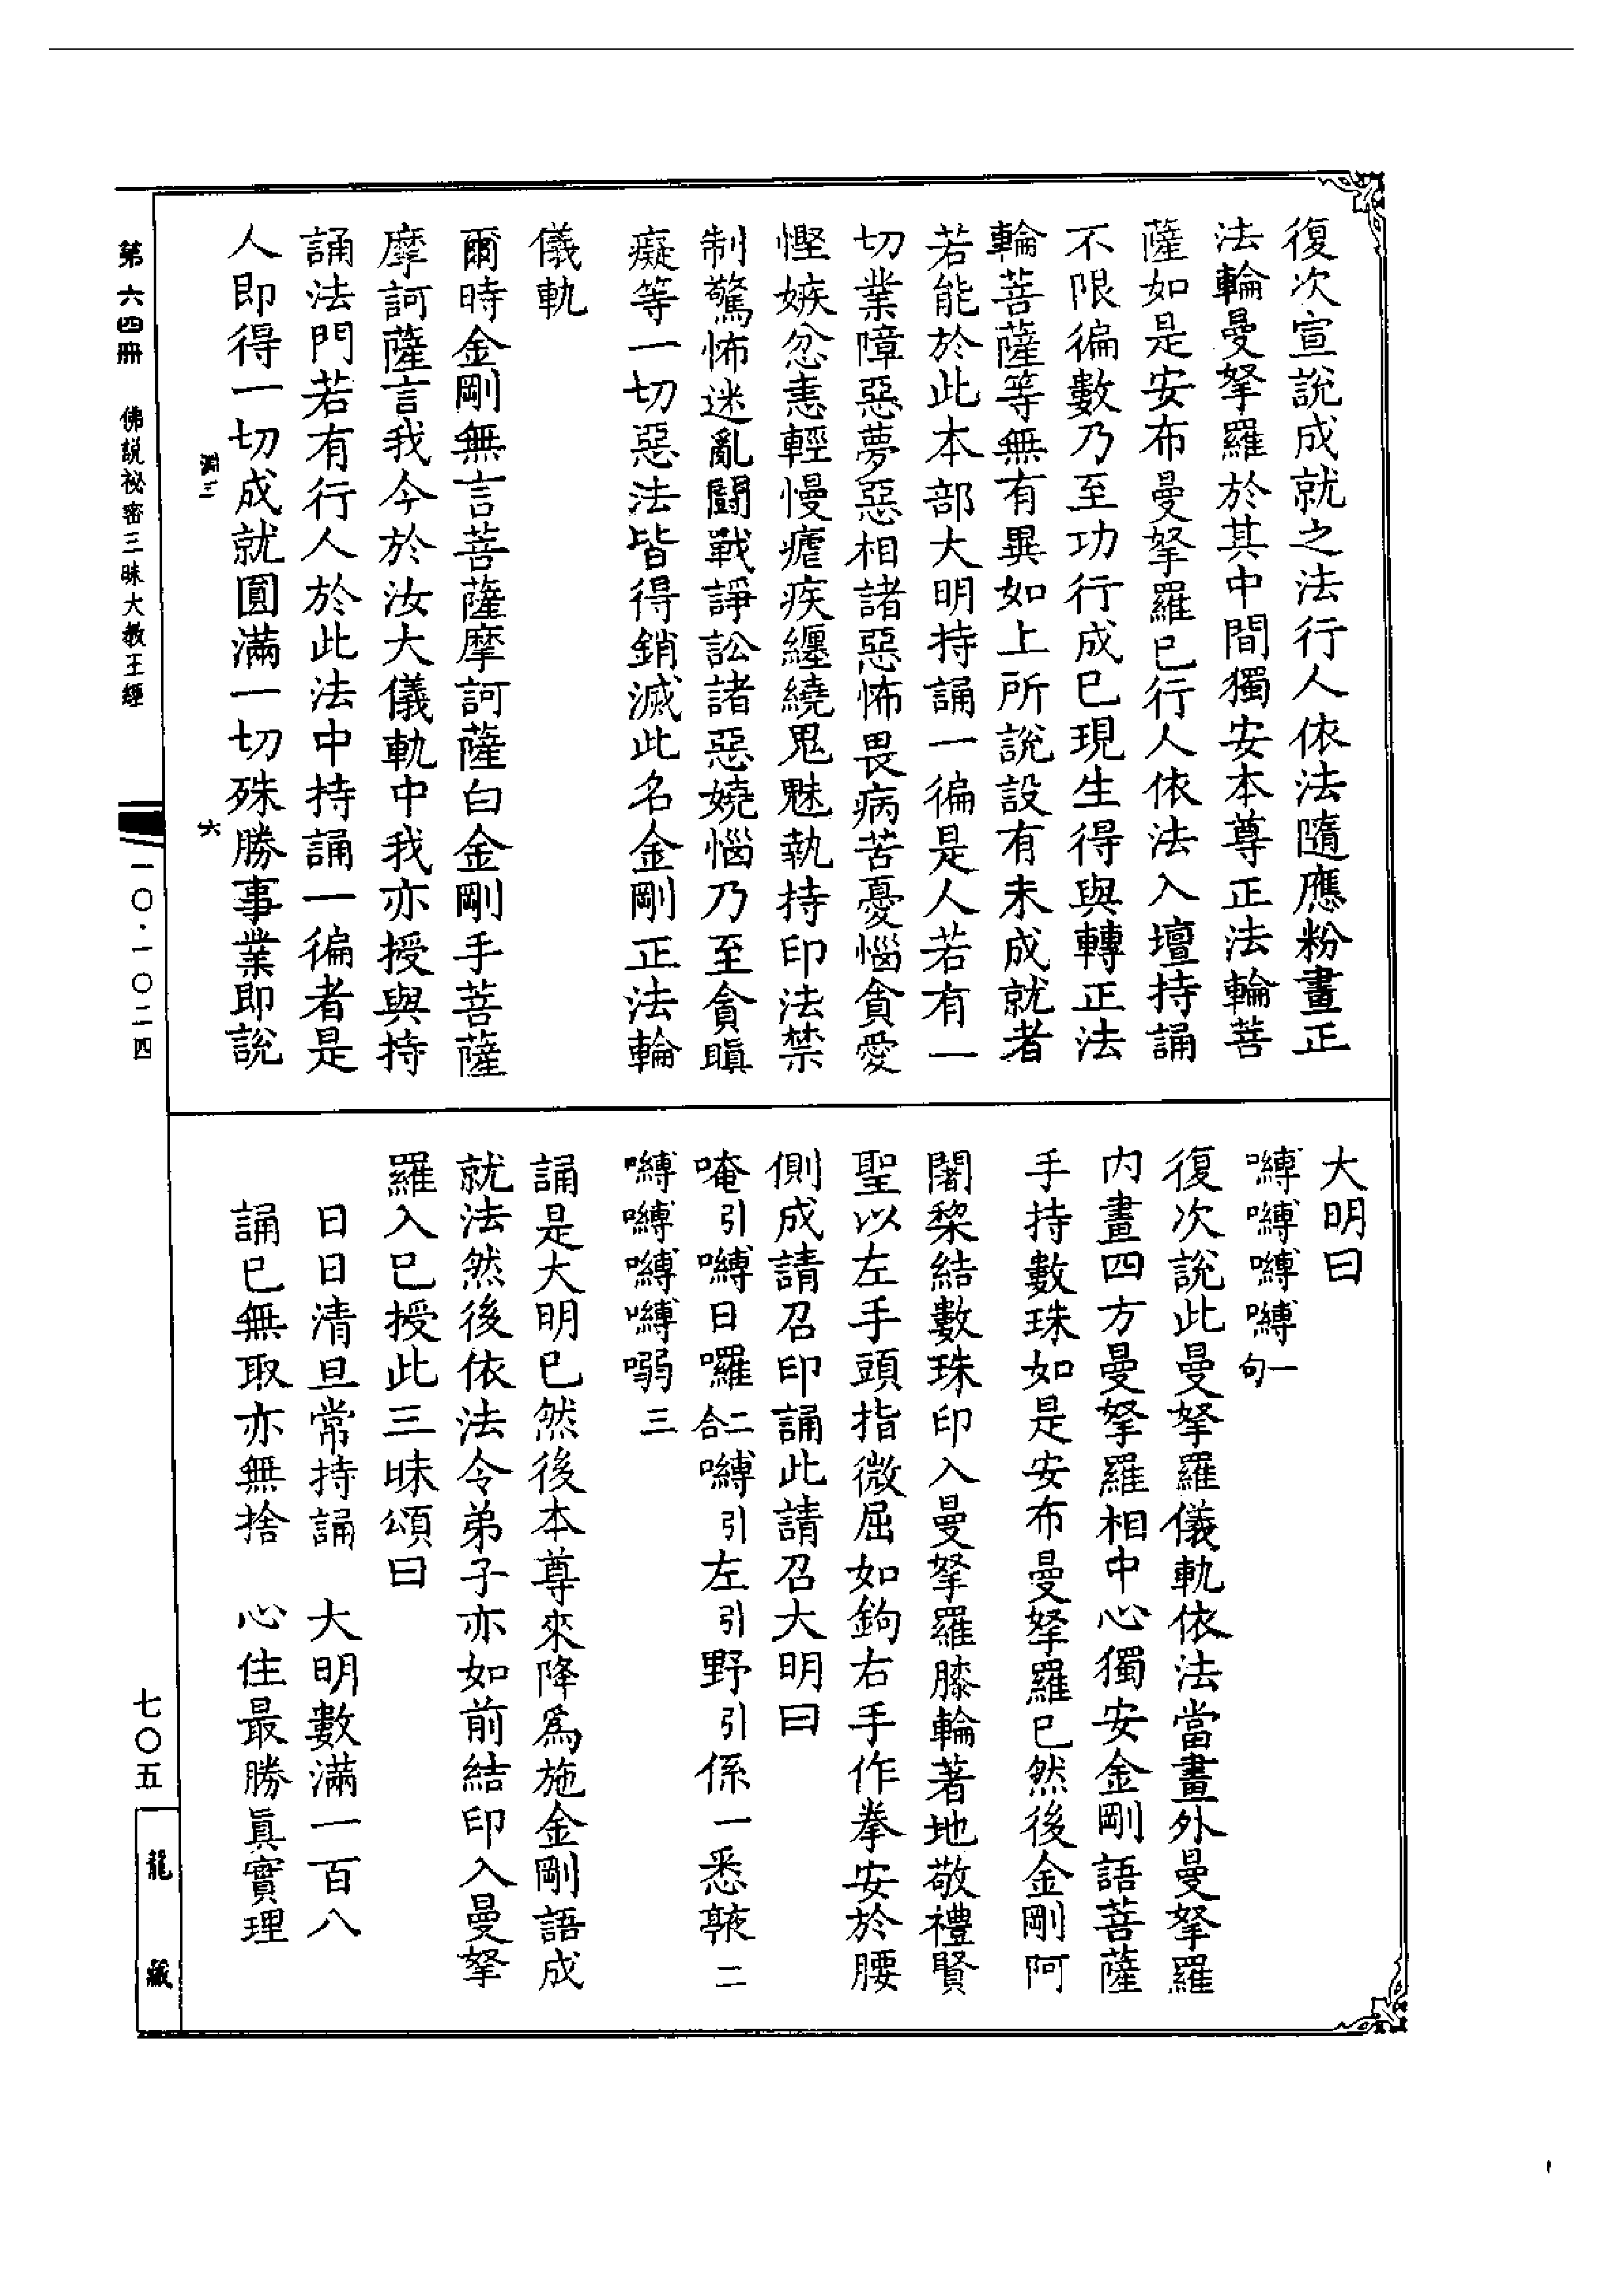 復次宣說成就之法行人依法隨應粉畫正
法輪曼拏羅於其中間獨安本尊正法輪菩
薩如是安布曼拏羅已行人依法入壇持誦
不限徧數乃至功行成已現生得與轉正法
輪菩薩等無有異如上所說設有未成就者
若能於此本部大明持誦一徧是人若有一
切業障惡夢惡相諸惡怖畏病苦憂惱貪愛
慳嫉忿恚輕慢瘧疾纏繞鬼魅執持印法禁
制驚怖迷亂鬪戰諍訟諸惡嬈惱乃至貪瞋
癡等一切惡法皆得銷滅此名金剛正法輪
儀軌
爾時金剛無言菩薩摩訶薩白金剛手菩薩
摩訶薩言我今於汝大儀軌中我亦授與持
誦法門若有行人於此法中持誦一徧者是
人即得一切成就圓滿一切殊勝事業即說
大明曰
嚩嚩嚩嚩一句
復次說此曼拏羅儀軌依法當畫外曼拏羅
內畫四方曼拏羅相中心獨安金剛語菩薩
手持數珠如是安布曼拏羅已然後金剛阿
闍棃結數珠印入曼拏羅膝輪著地敬禮賢
聖以左手頭指微屈如鉤右手作拳安於腰
側成請召印誦此請召大明曰
唵引嚩日囉二合嚩引左引野引係一悉㗚二
嚩嚩嚩嚩嗍三
誦是大明已然後本尊來降為施金剛語成
就法然後依法令弟子亦如前結印入曼拏
羅入已授此三昧頌曰
日日清旦常持誦　大明數滿一百八
誦已無取亦無捨　心住最勝真實理
第六四冊　佛說祕密三昧大教王經
淵三
六
一〇·一〇二四
七〇五
龍藏